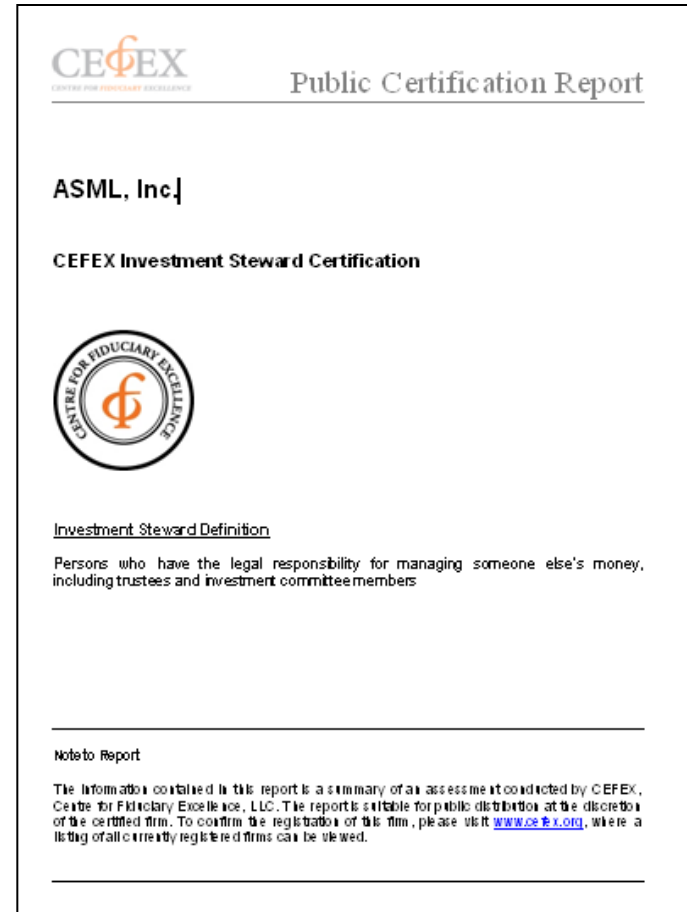 CEFEX
CENTRE FOR FIDUCIARY EXCELLENCE
Public Certification Report
ASML, Inc.
CEFEX Investment Steward Certification
CENTRE FOR FIDUCIARY EXCELLENCE
Investment Steward Definition
Persons who have the legal responsibility for managing someone else's money,
including trustees and investment committee members
Note to Report
The information contained in this report is a summary of an assessment conducted by CEFEX,
Centre for Fiduciary Excellence, LLC. The report is suitable for public distribution at the discretion
of the certified firm. To confirm the registration of this firm, please visit www.cefex.org, where a
listing of all currently registered firms can be viewed.